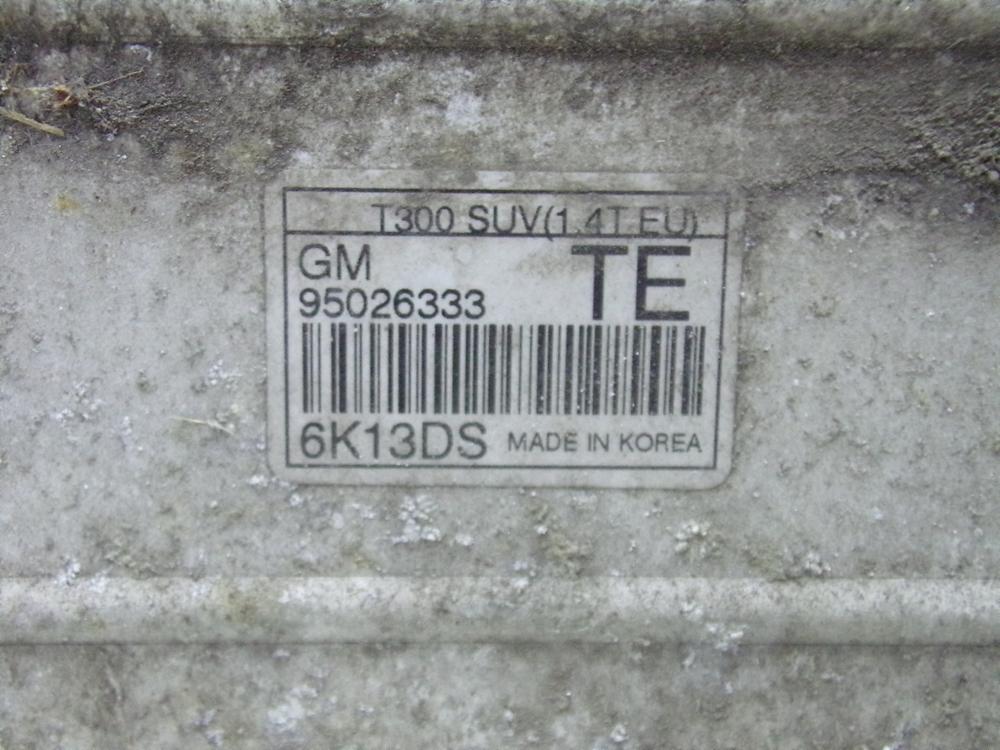 T300 SUV(1.4T EU)
GM TE
95026333
6K13DS MADE IN KOREA